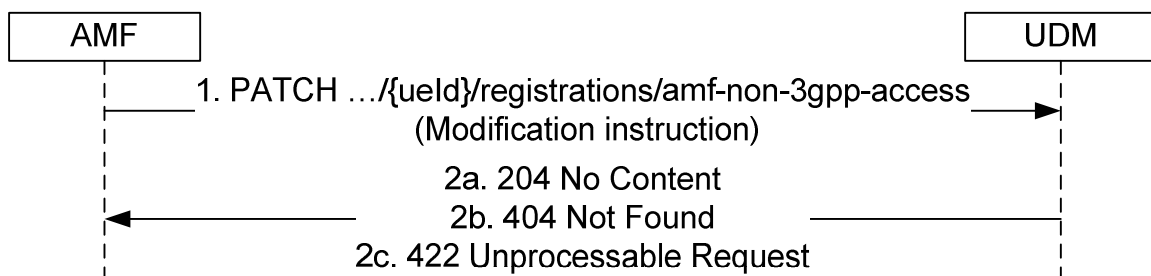 AMF
UDM
1. PATCH …/{ueId}/registrations/amf-non-3gpp-access
(Modification instruction)
2a. 204 No Content
2b. 404 Not Found
2c. 422 Unprocessable Request